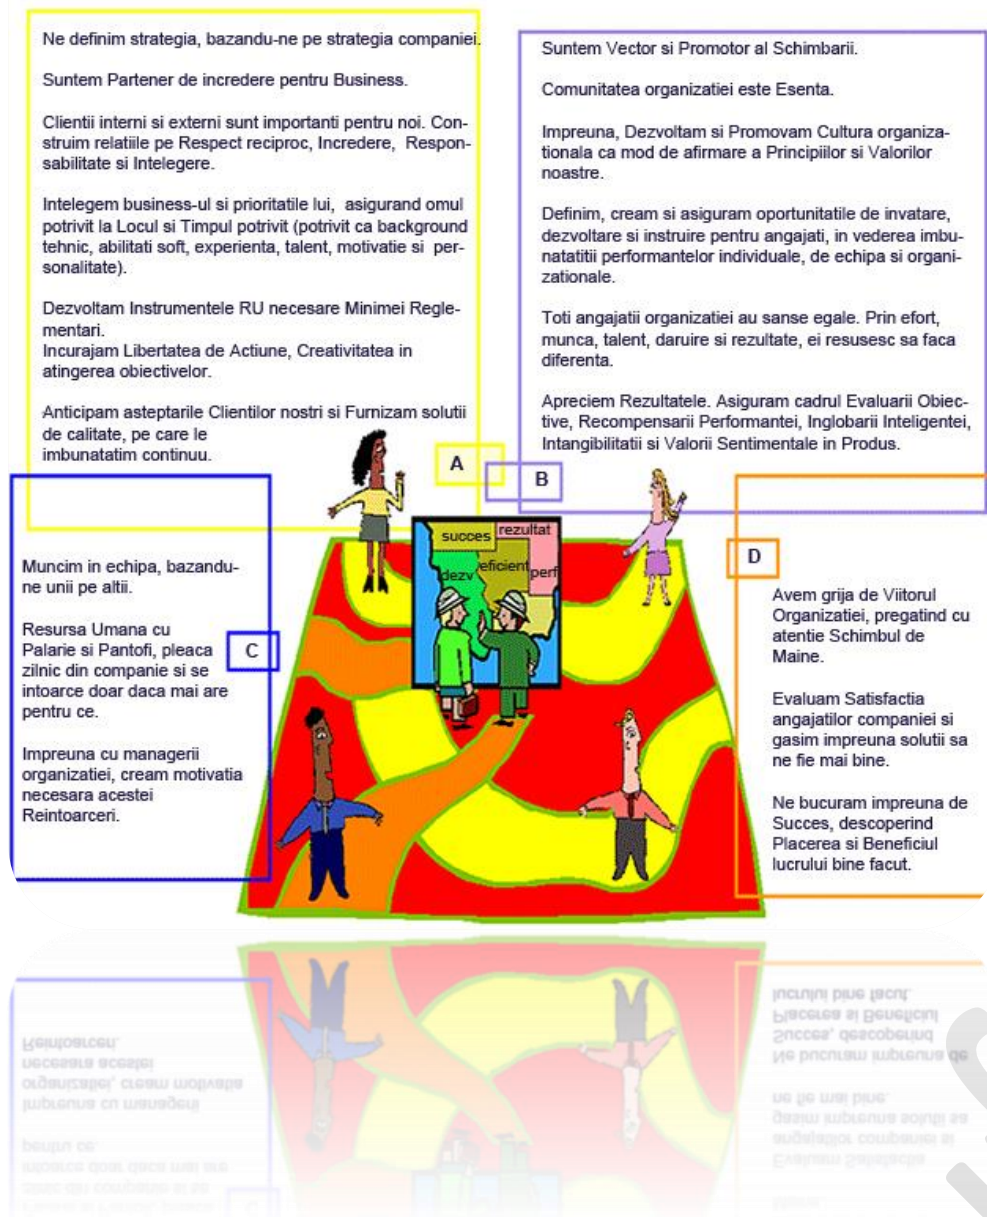 Ne definim strategia, bazandu-ne pe strategia companiei.
Suntem Partener de incredere pentru Business.
Clientii interni si externi sunt importanti pentru noi. Con-
struim relatiile pe Respect reciproc, Incredere, Respon-
sabilitate si Intelegere.
Intelegem business-ul si prioritatile lui, asigurand omul
potrivit la Locul si Timpul potrivit (potrivit ca background
tehnic, abilitati soft, experienta, talent, motivatie si per-
sonalitate).
Dezvoltam Instrumentele RU necesare Minimei Regle-
mentari.
Incurajam Libertatea de Actiune, Creativitatea in
atingerea obiectivelor.
Anticipam asteptarile Clientilor nostri si Furnizam solutii
de calitate, pe care le
imbunatatim continuu.
A
Suntem Vector si Promotor al Schimbarii.
Comunitatea organizatiei este Esenta.
Impreuna, Dezvoltam si Promovam Cultura organiza-
tionala ca mod de afirmare a Principiilor si Valorilor
noastre.
Definim, cream si asiguram oportunitatile de invatare,
dezvoltare si instruire pentru angajati, in vederea imbu-
natatitii performantelor individuale, de echipa si organi-
zationale.
Toti angajatii organizatiei au sanse egale. Prin efort,
munca, talent, daruire si rezultate, ei resusesc sa faca
diferenta.
Apreciem Rezultatele. Asiguram cadrul Evaluarii Obiec-
tive, Recompensarii Performantei, Inglobarii Inteligentei,
Intangibilitatii si Valorii Sentimentale in Produs.
B
succes
rezultat
dezv
eficient
perf
Muncim in echipa, bazandu-
ne unii pe altii.
Resursa Umana cu
Palarie si Pantofi, pleaca
zilnic din companie si se
intoarce doar daca mai are
pentru ce.
Impreuna cu managerii
organizatiei, cream motivatia
necesara acestei
Reintoarceri.
C
D
Avem grija de Viitorul
Organizatiei, pregatind cu
atentie Schimbul de
Maine.
Evaluam Satisfactia
angajatilor companiei si
gasim impreuna solutii sa
ne fie mai bine.
Ne bucuram impreuna de
Succes, descoperind
Placerea si Beneficiul
lucrului bine facut.